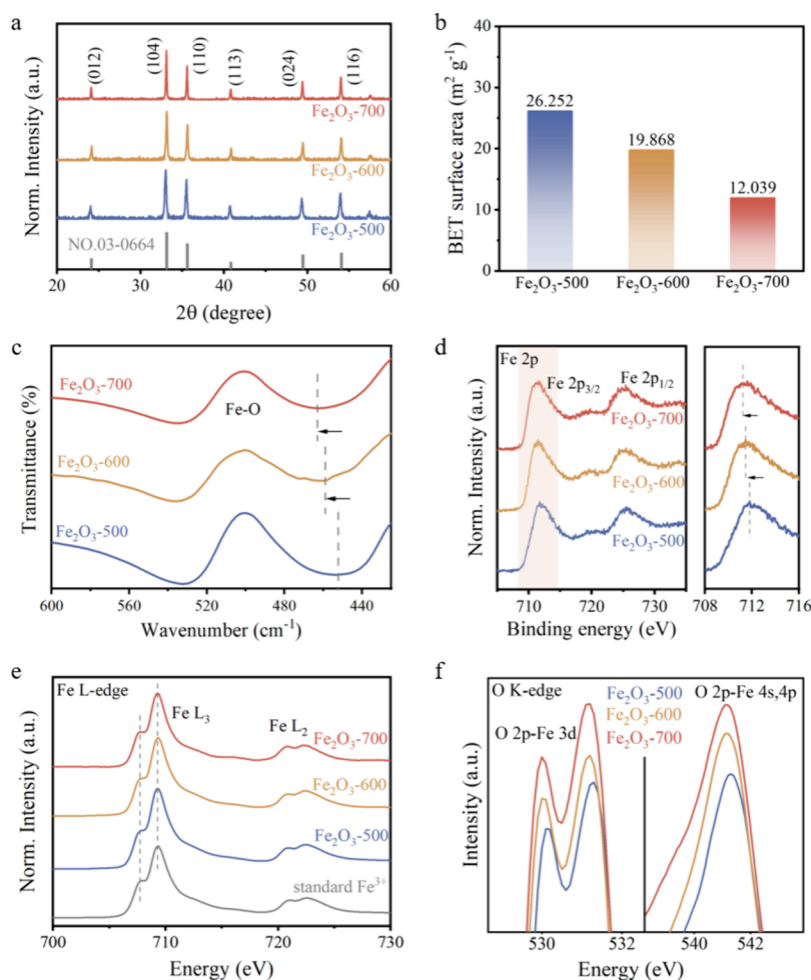 a
(012)
(104)
(110)
(113)
(024)
(116)
Fe₂O₃-700
Fe₂O₃-600
Fe₂O₃-500
NO.03-0664
Norm. Intensity (a.u.)
20 30 40 50 60
2θ (degree)
b
BET surface area (m² g⁻¹)
40
30
20
10
0
26.252
19.868
12.039
Fe₂O₃-500 Fe₂O₃-600 Fe₂O₃-700
c
Transmittance (%)
Fe₂O₃-700
Fe-O
Fe₂O₃-600
Fe₂O₃-500
600 560 520 480 440
Wavenumber (cm⁻¹)
d
Norm. Intensity (a.u.)
Fe 2p
Fe 2p₃/₂
Fe 2p₁/₂
Fe₂O₃-700
Fe₂O₃-600
Fe₂O₃-500
710 720 730
708 712 716
Binding energy (eV)
e
Norm. Intensity (a.u.)
Fe L-edge
Fe L₃
Fe L₂
Fe₂O₃-700
Fe₂O₃-600
Fe₂O₃-500
standard Fe³⁺
700 710 720 730
Energy (eV)
f
Intensity (a.u.)
O K-edge
O 2p-Fe 3d
Fe₂O₃-500
Fe₂O₃-600
Fe₂O₃-700
O 2p-Fe 4s,4p
530 532 540 542
Energy (eV)